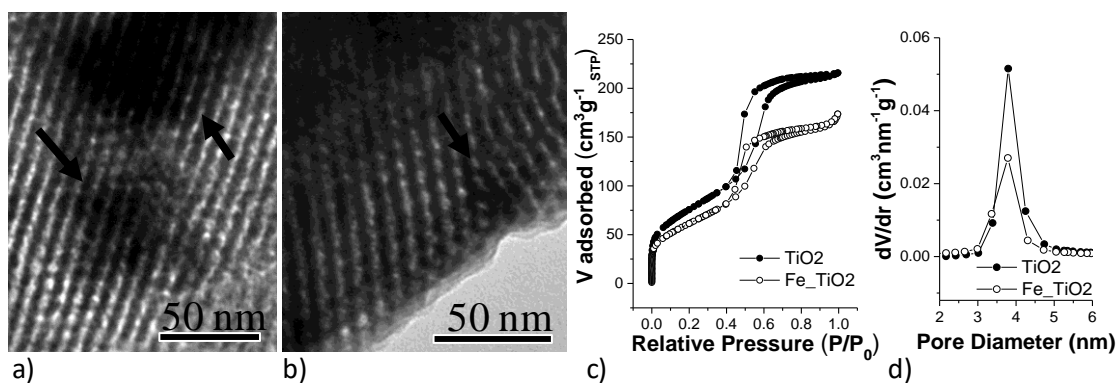 50 nm
a)
50 nm
b)
V adsorbed (cm³g⁻¹ STP)
250
200
150
100
50
0
TiO2
Fe_TiO2
0.0 0.2 0.4 0.6 0.8 1.0
Relative Pressure (P/P₀)
c)
dV/dr (cm³nm⁻¹g⁻¹)
0.06
0.04
0.02
0.00
TiO2
Fe_TiO2
2 3 4 5 6
Pore Diameter (nm)
d)